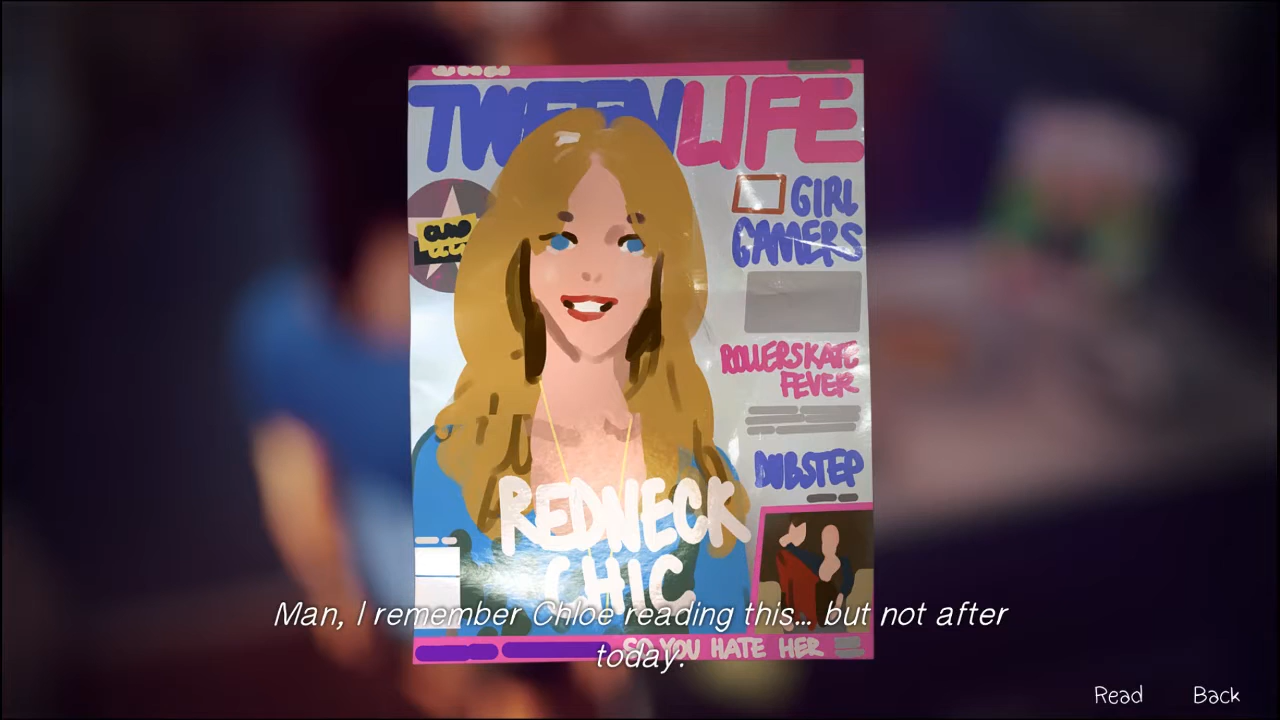 TWEENLIFE
GIRL
GAMERS
ROLLERSKATE
FEVER
DUBSTEP
REDNECK
CHIC
Man, I remember Chloe reading this... but not after
today.
SO YOU HATE HER
Read Back